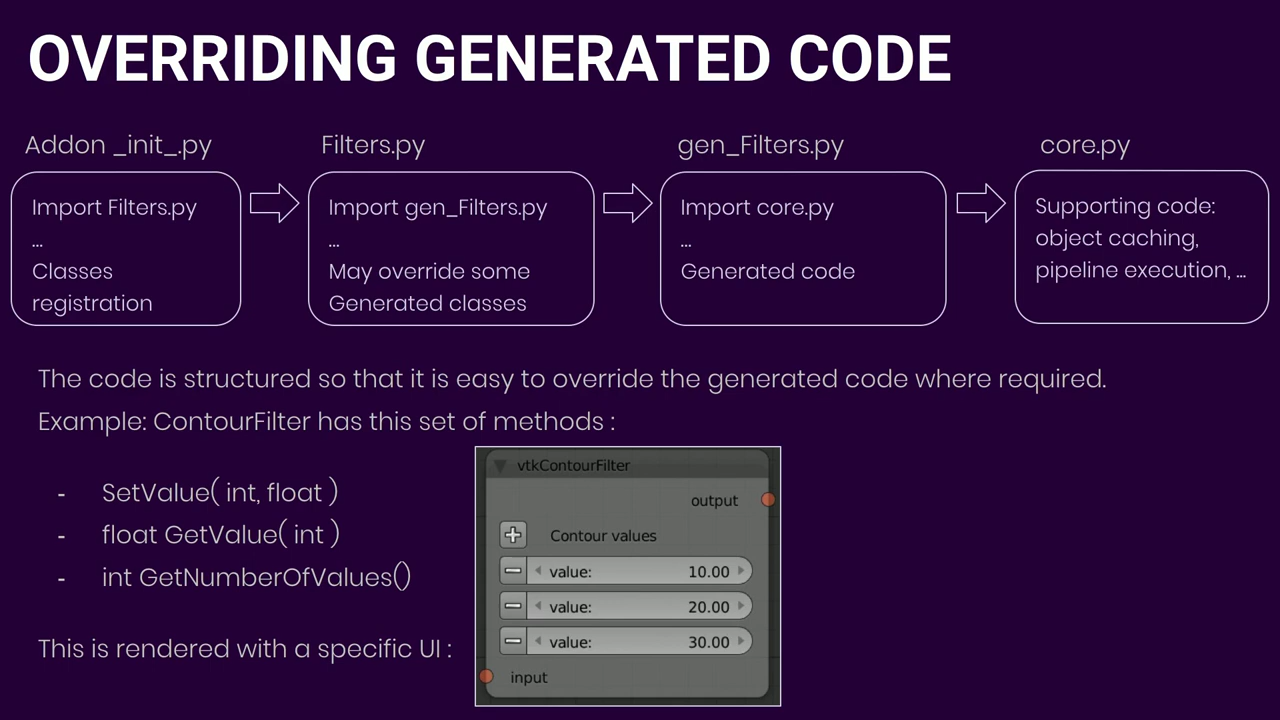 OVERRIDING GENERATED CODE
Addon _init_.py
Import Filters.py
...
Classes
registration
Filters.py
Import gen_Filters.py
...
May override some
Generated classes
gen_Filters.py
Import core.py
...
Generated code
core.py
Supporting code:
object caching,
pipeline execution, ...
The code is structured so that it is easy to override the generated code where required.
Example: ContourFilter has this set of methods :
- SetValue( int, float )
- float GetValue( int )
- int GetNumberOfValues()
This is rendered with a specific UI :
vtkContourFilter
output
Contour values
value: 10.00
value: 20.00
value: 30.00
input